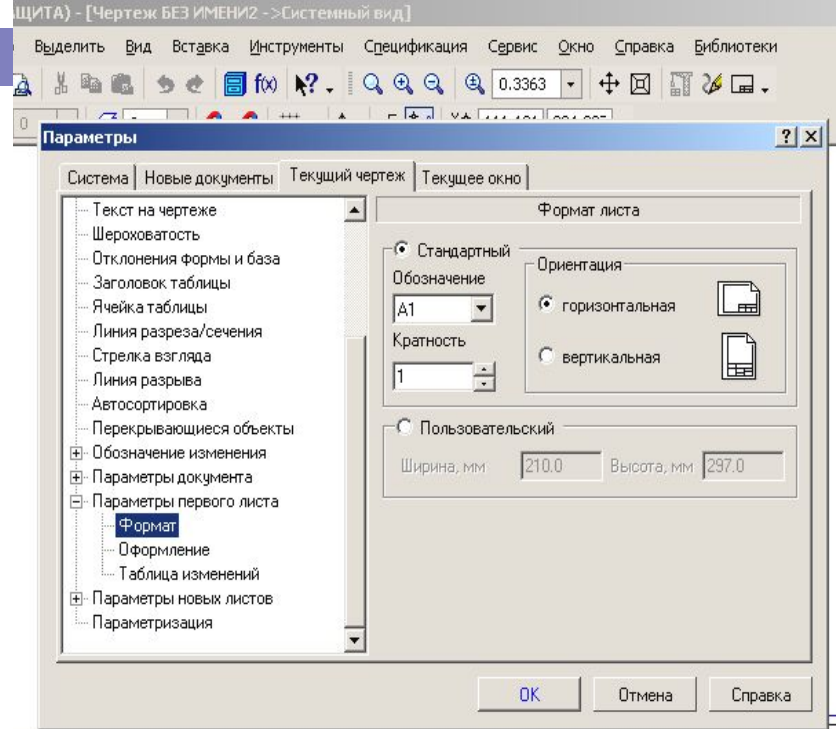 ЩИТА) - [Чертеж БЕЗ ИМЕНИ2 ->Системный вид]
Выделить Вид Вставка Инструменты Спецификация Сервис Окно Справка Библиотеки
f(x) 0.3363
0
Параметры
Система Новые документы Текущий чертеж Текущее окно
Текст на чертеже
Шероховатость
Отклонения формы и база
Заголовок таблицы
Ячейка таблицы
Линия разреза/сечения
Стрелка взгляда
Линия разрыва
Автосортировка
Перекрывающиеся объекты
Обозначение изменения
Параметры документа
Параметры первого листа
Формат
Оформление
Таблица изменений
Параметры новых листов
Параметризация
Формат листа
Стандартный
Обозначение
A1
Кратность
1
Ориентация
горизонтальная
вертикальная
Пользовательский
Ширина, мм 210.0 Высота, мм 297.0
OK Отмена Справка